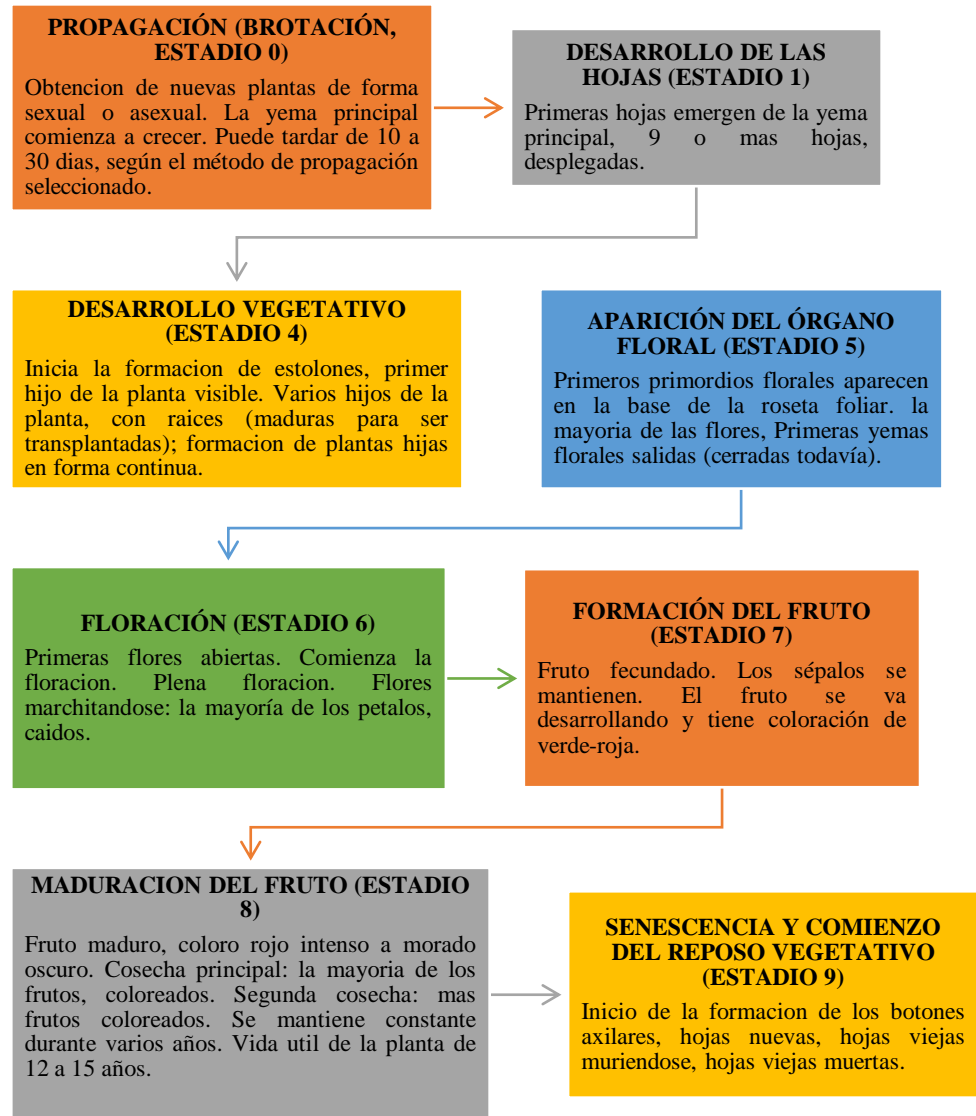 PROPAGACIÓN (BROTACIÓN,
ESTADIO 0)
Obtencion de nuevas plantas de forma
sexual o asexual. La yema principal
comienza a crecer. Puede tardar de 10 a
30 dias, según el método de propagación
seleccionado.
DESARROLLO DE LAS
HOJAS (ESTADIO 1)
Primeras hojas emergen de la yema
principal, 9 o mas hojas,
desplegadas.
DESARROLLO VEGETATIVO
(ESTADIO 4)
Inicia la formacion de estolones, primer
hijo de la planta visible. Varios hijos de la
planta, con raices (maduras para ser
transplantadas); formacion de plantas hijas
en forma continua.
APARICIÓN DEL ÓRGANO
FLORAL (ESTADIO 5)
Primeros primordios florales aparecen
en la base de la roseta foliar. la
mayoria de las flores, Primeras yemas
florales salidas (cerradas todavía).
FLORACIÓN (ESTADIO 6)
Primeras flores abiertas. Comienza la
floracion. Plena floracion. Flores
marchitandose: la mayoría de los petalos,
caidos.
FORMACIÓN DEL FRUTO
(ESTADIO 7)
Fruto fecundado. Los sépalos se
mantienen. El fruto se va
desarrollando y tiene coloración de
verde-roja.
MADURACION DEL FRUTO (ESTADIO
8)
Fruto maduro, coloro rojo intenso a morado
oscuro. Cosecha principal: la mayoria de los
frutos, coloreados. Segunda cosecha: mas
frutos coloreados. Se mantiene constante
durante varios años. Vida util de la planta de
12 a 15 años.
SENESCENCIA Y COMIENZO
DEL REPOSO VEGETATIVO
(ESTADIO 9)
Inicio de la formacion de los botones
axilares, hojas nuevas, hojas viejas
muriendose, hojas viejas muertas.